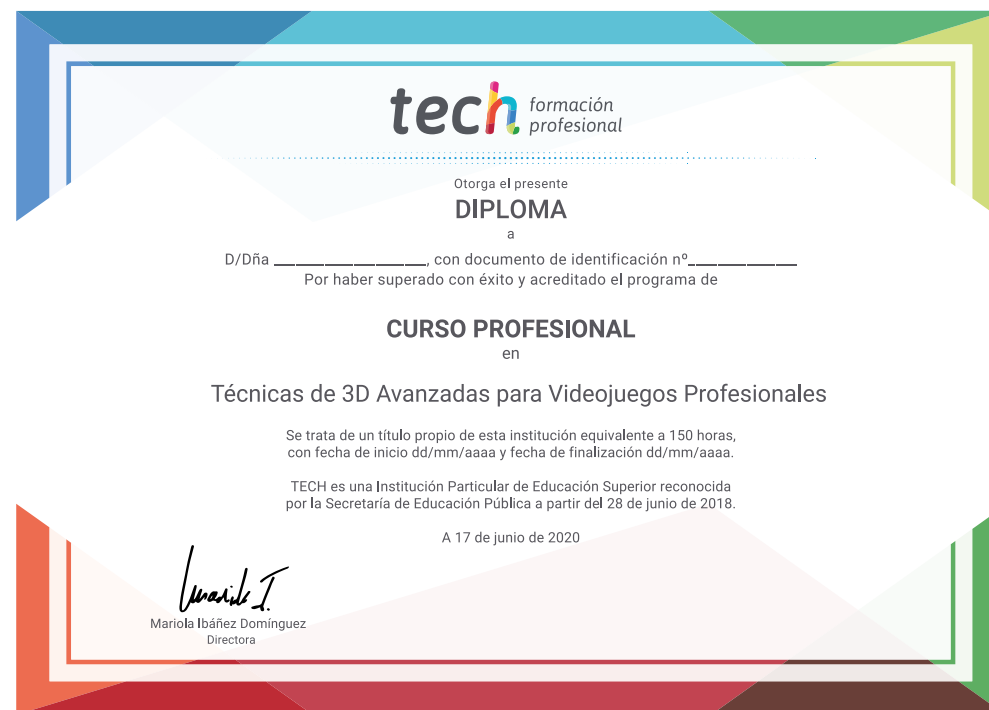 tech formación
profesional
Otorga el presente
DIPLOMA
a
D/Dña ________________, con documento de identificación nº___________
Por haber superado con éxito y acreditado el programa de
CURSO PROFESIONAL
en
Técnicas de 3D Avanzadas para Videojuegos Profesionales
Se trata de un título propio de esta institución equivalente a 150 horas,
con fecha de inicio dd/mm/aaaa y fecha de finalización dd/mm/aaaa.
TECH es una Institución Particular de Educación Superior reconocida
por la Secretaría de Educación Pública a partir del 28 de junio de 2018.
A 17 de junio de 2020
Mariola Ibáñez Domínguez
Directora